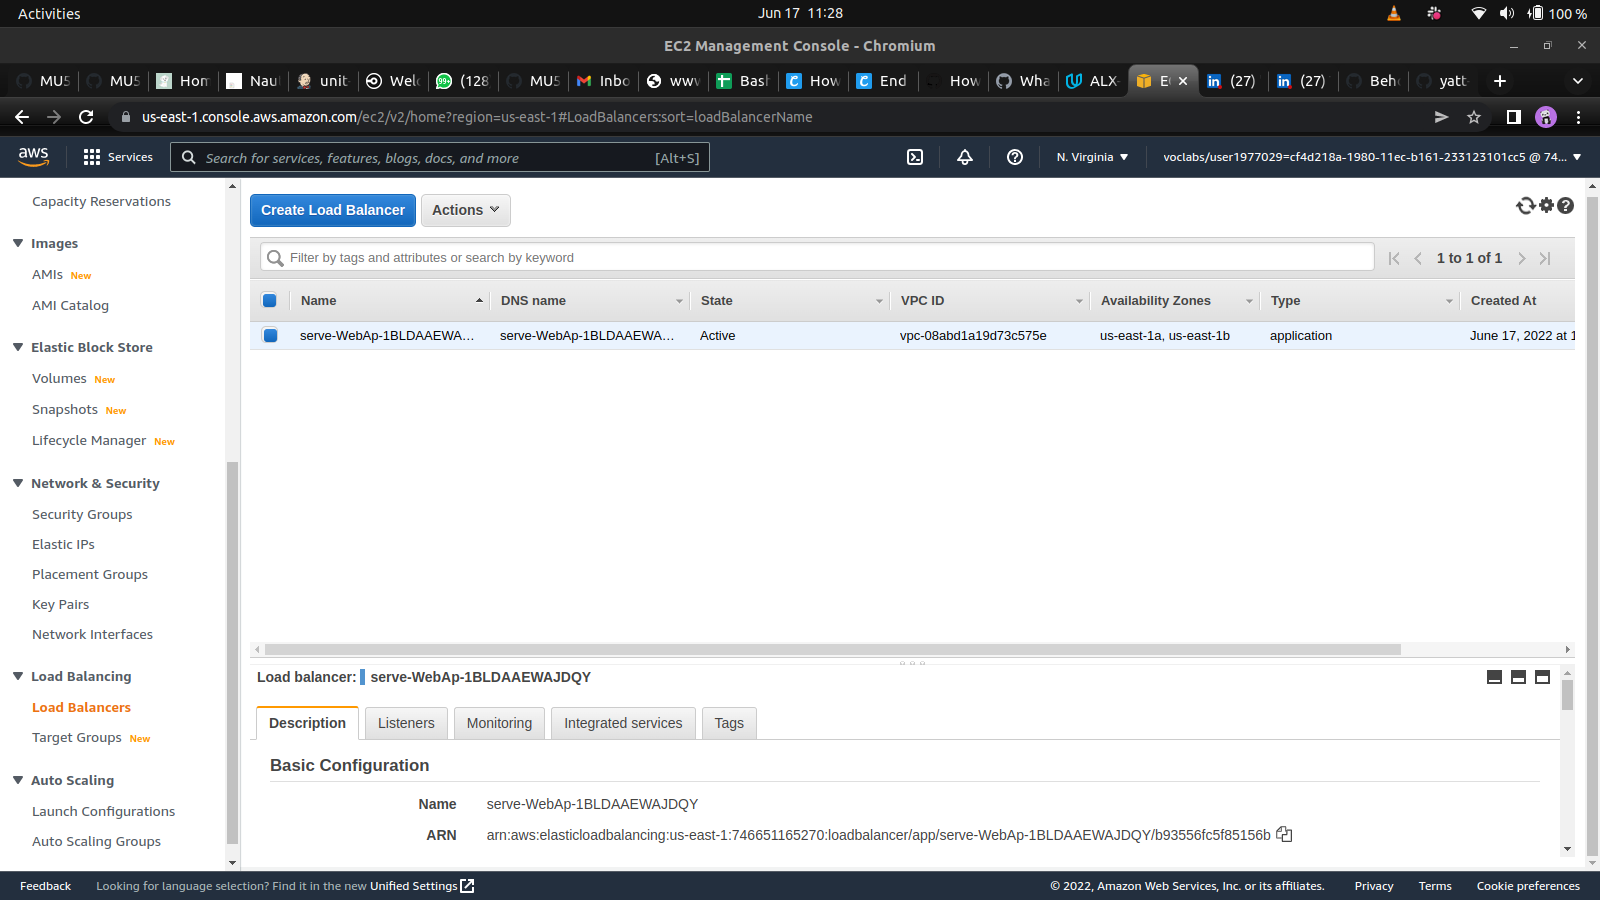 Activities
Jun 17 11:28
100 %
EC2 Management Console - Chromium
MU5 MU5 Hom Nau unit- Welc (128 MU5 Inbo www Bash How End How Wha ALX- EC (27) (27) Behe yatt-
us-east-1.console.aws.amazon.com/ec2/v2/home?region=us-east-1#LoadBalancers:sort=loadBalancerName
aws Services Search for services, features, blogs, docs, and more [Alt+S] N. Virginia voclabs/user1977029=cf4d218a-1980-11ec-b161-233123101cc5 @ 74...
Capacity Reservations
Images
AMIs New
AMI Catalog
Elastic Block Store
Volumes New
Snapshots New
Lifecycle Manager New
Network & Security
Security Groups
Elastic IPs
Placement Groups
Key Pairs
Network Interfaces
Load Balancing
Load Balancers
Target Groups New
Auto Scaling
Launch Configurations
Auto Scaling Groups
Create Load Balancer Actions
Filter by tags and attributes or search by keyword
1 to 1 of 1
Name DNS name State VPC ID Availability Zones Type Created At
serve-WebAp-1BLDAAEWA... serve-WebAp-1BLDAAEWA... Active vpc-08abd1a19d73c575e us-east-1a, us-east-1b application June 17, 2022 at 1
Load balancer: serve-WebAp-1BLDAAEWAJDQY
Description Listeners Monitoring Integrated services Tags
Basic Configuration
Name serve-WebAp-1BLDAAEWAJDQY
ARN arn:aws:elasticloadbalancing:us-east-1:746651165270:loadbalancer/app/serve-WebAp-1BLDAAEWAJDQY/b93556fc5f85156b
Feedback Looking for language selection? Find it in the new Unified Settings © 2022, Amazon Web Services, Inc. or its affiliates. Privacy Terms Cookie preferences